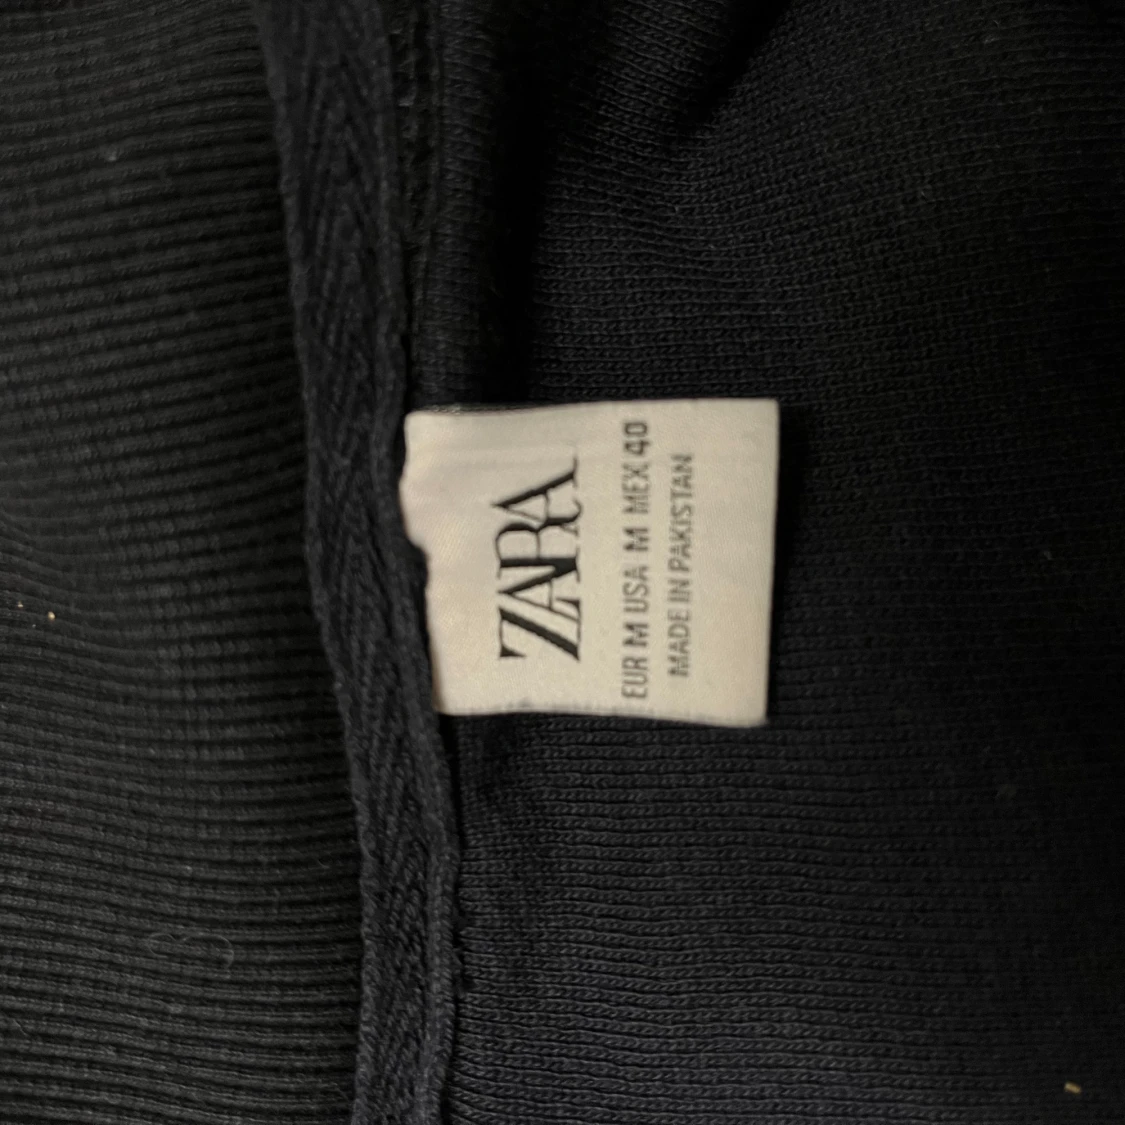 ZARA
EUR M USA M MEX 40
MADE IN PAKISTAN